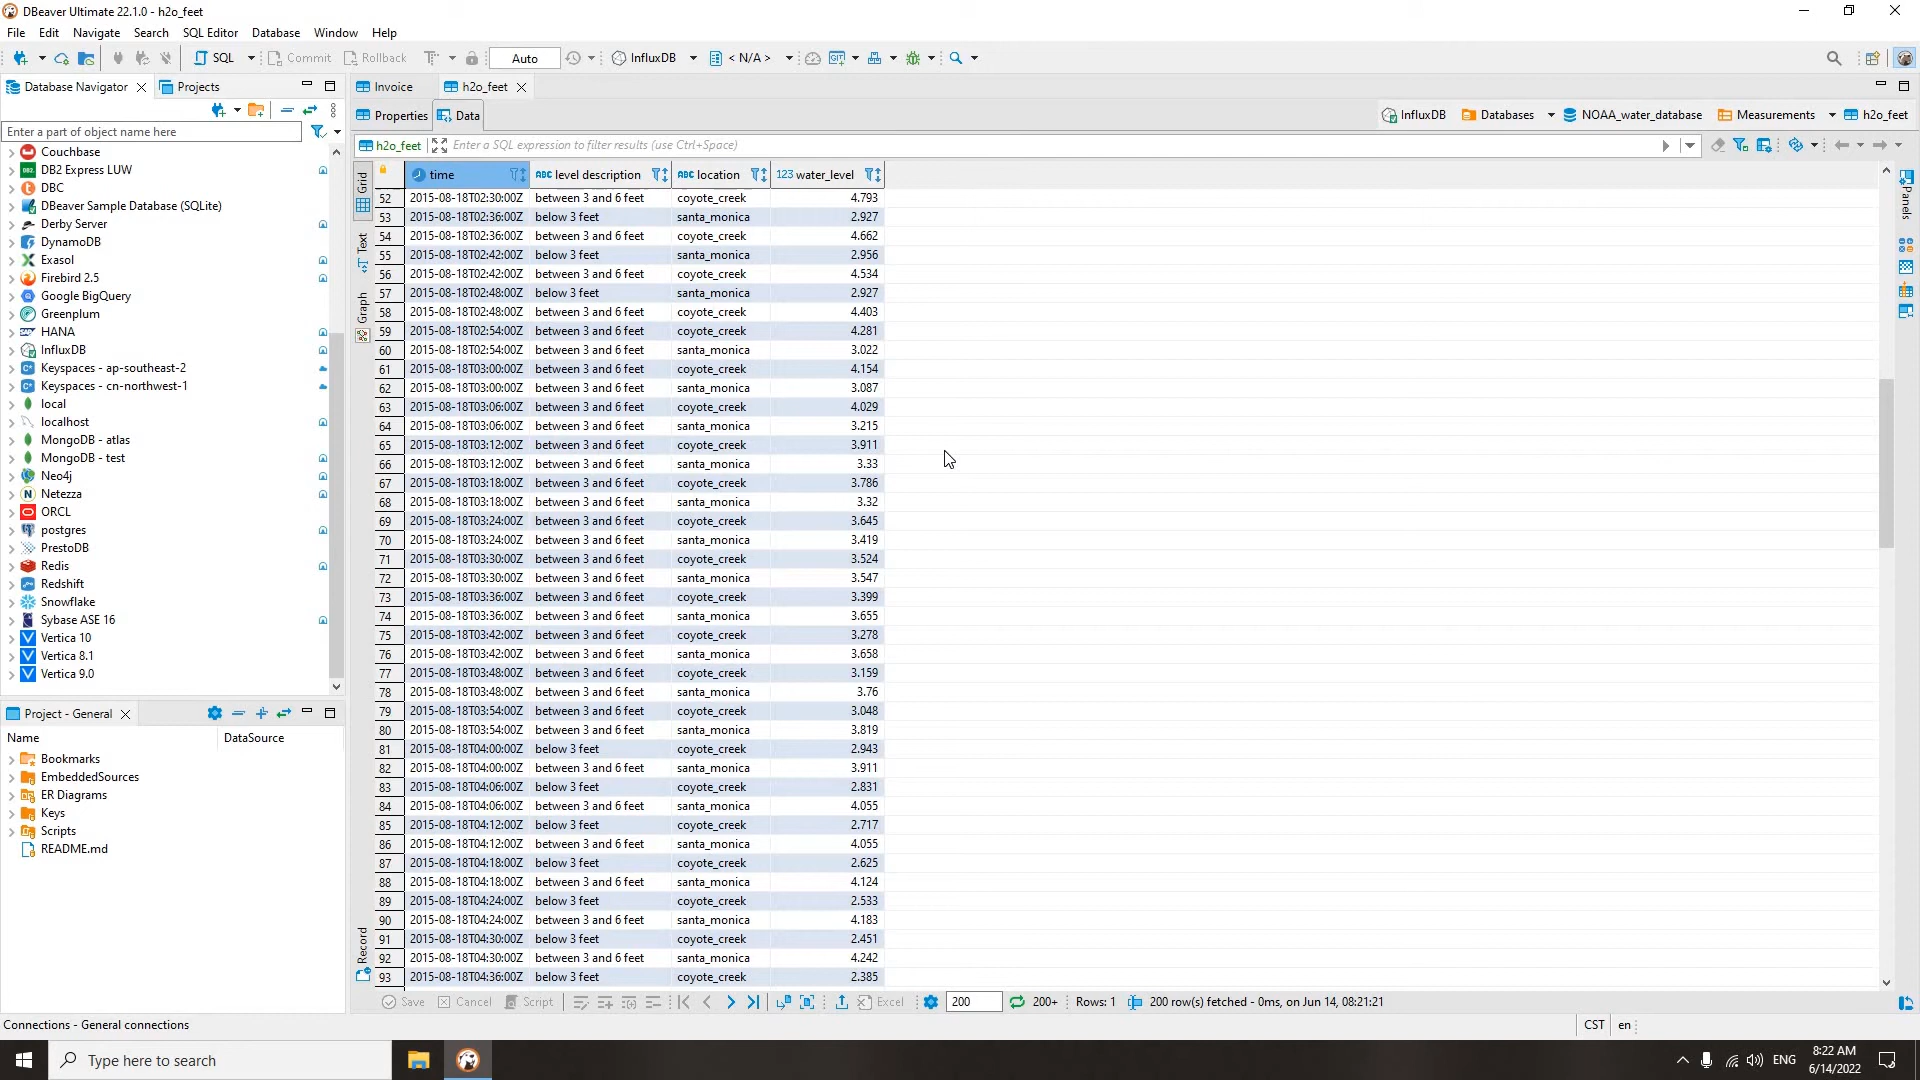 DBeaver Ultimate 22.1.0 - h2o_feet
File Edit Navigate Search SQL Editor Database Window Help
SQL Commit Rollback Auto InfluxDB < N/A >
Database Navigator Projects
Enter a part of object name here
Couchbase
DB2 Express LUW
DBC
DBeaver Sample Database (SQLite)
Derby Server
DynamoDB
Exasol
Firebird 2.5
Google BigQuery
Greenplum
HANA
InfluxDB
Keyspaces - ap-southeast-2
Keyspaces - cn-northwest-1
local
localhost
MongoDB - atlas
MongoDB - test
Neo4j
Netezza
ORCL
postgres
PrestoDB
Redis
Redshift
Snowflake
Sybase ASE 16
Vertica 10
Vertica 8.1
Vertica 9.0
Project - General
Name DataSource
Bookmarks
EmbeddedSources
ER Diagrams
Keys
Scripts
README.md
Invoice h2o_feet
Properties Data InfluxDB Databases NOAA_water_database Measurements h2o_feet
h2o_feet Enter a SQL expression to filter results (use Ctrl+Space)
Grid
Text
Graph
Record
Panels
time ABC level description ABC location 123 water_level
52 2015-08-18T02:30:00Z between 3 and 6 feet coyote_creek 4.793
53 2015-08-18T02:36:00Z below 3 feet santa_monica 2.927
54 2015-08-18T02:36:00Z between 3 and 6 feet coyote_creek 4.662
55 2015-08-18T02:42:00Z below 3 feet santa_monica 2.956
56 2015-08-18T02:42:00Z between 3 and 6 feet coyote_creek 4.534
57 2015-08-18T02:48:00Z below 3 feet santa_monica 2.927
58 2015-08-18T02:48:00Z between 3 and 6 feet coyote_creek 4.403
59 2015-08-18T02:54:00Z between 3 and 6 feet coyote_creek 4.281
60 2015-08-18T02:54:00Z between 3 and 6 feet santa_monica 3.022
61 2015-08-18T03:00:00Z between 3 and 6 feet coyote_creek 4.154
62 2015-08-18T03:00:00Z between 3 and 6 feet santa_monica 3.087
63 2015-08-18T03:06:00Z between 3 and 6 feet coyote_creek 4.029
64 2015-08-18T03:06:00Z between 3 and 6 feet santa_monica 3.215
65 2015-08-18T03:12:00Z between 3 and 6 feet coyote_creek 3.911
66 2015-08-18T03:12:00Z between 3 and 6 feet santa_monica 3.33
67 2015-08-18T03:18:00Z between 3 and 6 feet coyote_creek 3.786
68 2015-08-18T03:18:00Z between 3 and 6 feet santa_monica 3.32
69 2015-08-18T03:24:00Z between 3 and 6 feet coyote_creek 3.645
70 2015-08-18T03:24:00Z between 3 and 6 feet santa_monica 3.419
71 2015-08-18T03:30:00Z between 3 and 6 feet coyote_creek 3.524
72 2015-08-18T03:30:00Z between 3 and 6 feet santa_monica 3.547
73 2015-08-18T03:36:00Z between 3 and 6 feet coyote_creek 3.399
74 2015-08-18T03:36:00Z between 3 and 6 feet santa_monica 3.655
75 2015-08-18T03:42:00Z between 3 and 6 feet coyote_creek 3.278
76 2015-08-18T03:42:00Z between 3 and 6 feet santa_monica 3.658
77 2015-08-18T03:48:00Z between 3 and 6 feet coyote_creek 3.159
78 2015-08-18T03:48:00Z between 3 and 6 feet santa_monica 3.76
79 2015-08-18T03:54:00Z between 3 and 6 feet coyote_creek 3.048
80 2015-08-18T03:54:00Z between 3 and 6 feet santa_monica 3.819
81 2015-08-18T04:00:00Z below 3 feet coyote_creek 2.943
82 2015-08-18T04:00:00Z between 3 and 6 feet santa_monica 3.911
83 2015-08-18T04:06:00Z below 3 feet coyote_creek 2.831
84 2015-08-18T04:06:00Z between 3 and 6 feet santa_monica 4.055
85 2015-08-18T04:12:00Z below 3 feet coyote_creek 2.717
86 2015-08-18T04:12:00Z between 3 and 6 feet santa_monica 4.055
87 2015-08-18T04:18:00Z below 3 feet coyote_creek 2.625
88 2015-08-18T04:18:00Z between 3 and 6 feet santa_monica 4.124
89 2015-08-18T04:24:00Z below 3 feet coyote_creek 2.533
90 2015-08-18T04:24:00Z between 3 and 6 feet santa_monica 4.183
91 2015-08-18T04:30:00Z below 3 feet coyote_creek 2.451
92 2015-08-18T04:30:00Z between 3 and 6 feet santa_monica 4.242
93 2015-08-18T04:36:00Z below 3 feet coyote_creek 2.385
Save Cancel Script Excel 200 200+ Rows: 1 200 row(s) fetched - 0ms, on Jun 14, 08:21:21
Connections - General connections CST en
Type here to search ENG 8:22 AM
6/14/2022